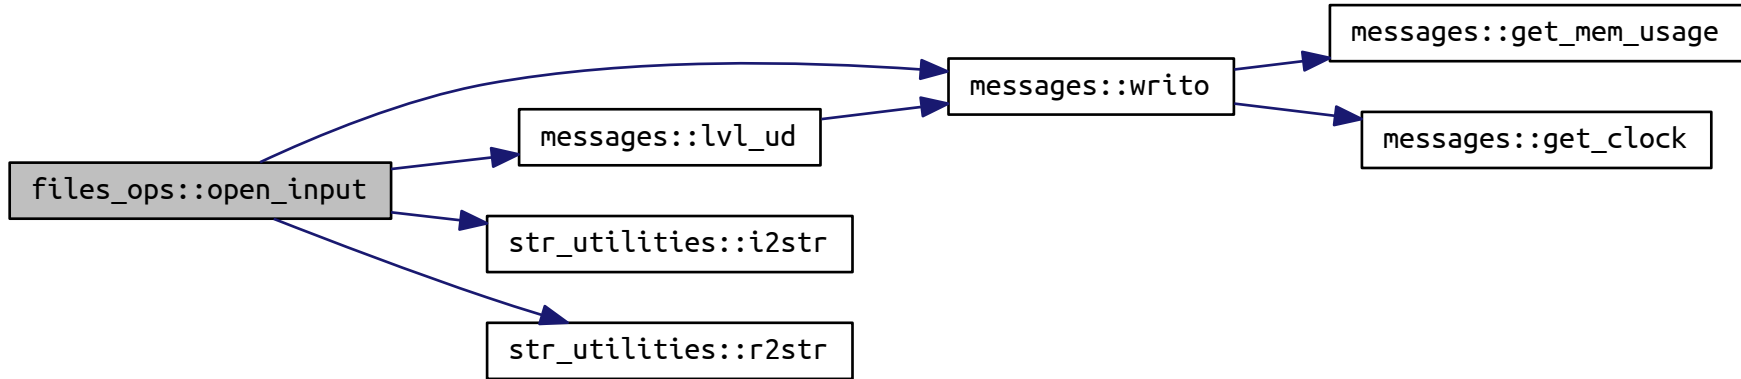 files_ops::open_input
messages::lvl_ud
str_utilities::i2str
str_utilities::r2str
messages::writo
messages::get_mem_usage
messages::get_clock